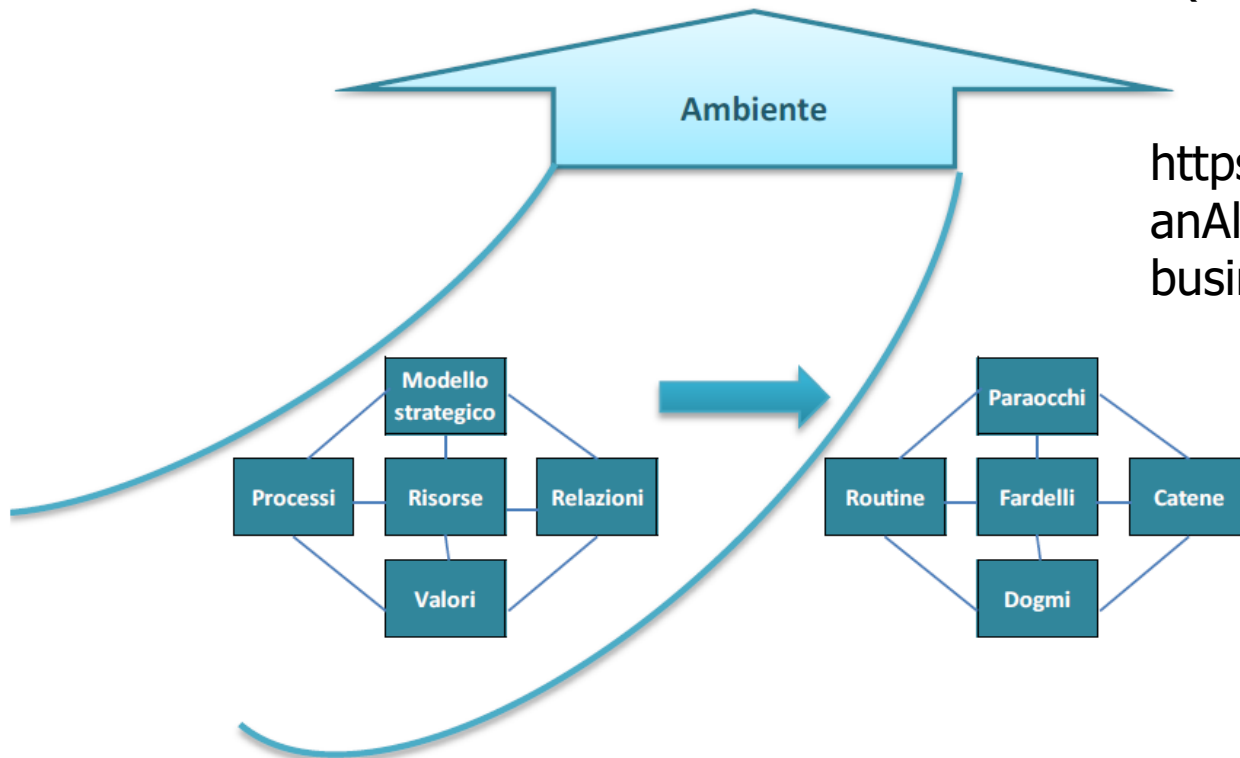 Ambiente
https
anAl
busi
Modello
strategico
Processi
Risorse
Relazioni
Valori
Paraocchi
Routine
Fardelli
Catene
Dogmi